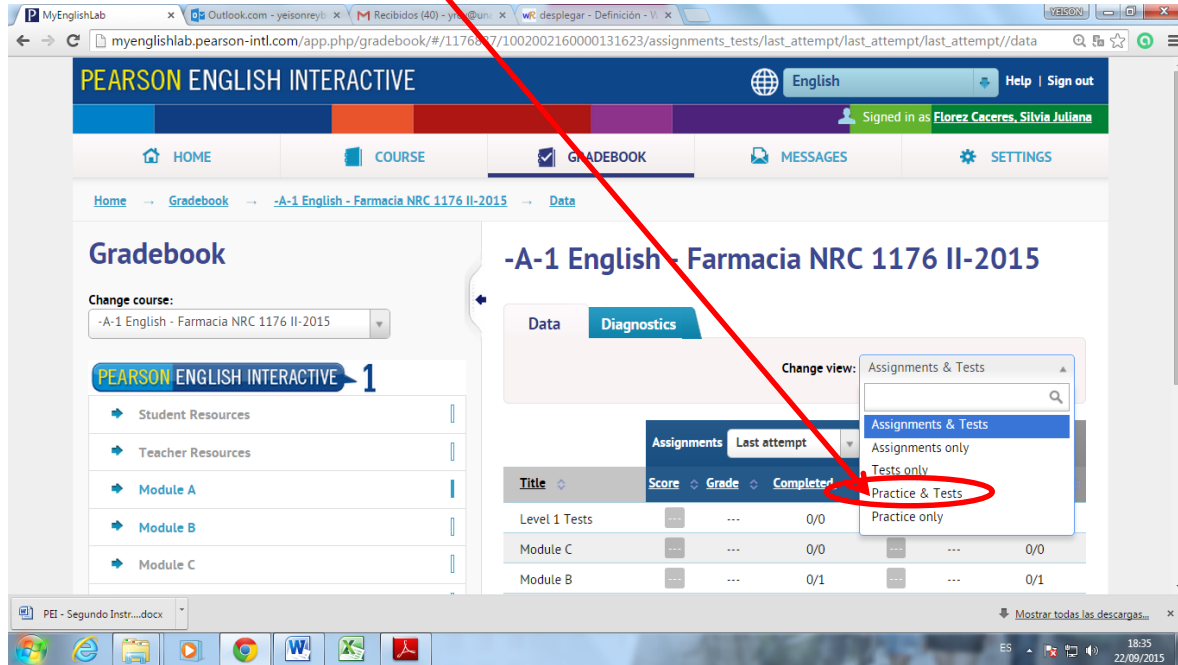 MyEnglishLab
Outlook.com - yeisonreyb
Recibidos (40) - yrey@una
desplegar - Definición - W
YEISON
myenglishlab.pearson-intl.com/app.php/gradebook/#/1176827/1002002160000131623/assignments_tests/last_attempt/last_attempt/last_attempt//data
PEARSON ENGLISH INTERACTIVE
English
Help | Sign out
Signed in as Florez Caceres, Silvia Juliana
HOME
COURSE
GRADEBOOK
MESSAGES
SETTINGS
Home → Gradebook → -A-1 English - Farmacia NRC 1176 II-2015 → Data
Gradebook
-A-1 English - Farmacia NRC 1176 II-2015
Change course:
-A-1 English - Farmacia NRC 1176 II-2015
Data
Diagnostics
Change view:
Assignments & Tests
PEARSON ENGLISH INTERACTIVE 1
Assignments & Tests
Assignments only
Tests only
Practice & Tests
Practice only
Student Resources
Teacher Resources
Module A
Module B
Module C
Assignments Last attempt
Title Score Grade Completed
Level 1 Tests --- --- 0/0
Module C --- --- 0/0 --- --- 0/0
Module B --- --- 0/1 --- --- 0/1
PEI - Segundo Instr....docx
Mostrar todas las descargas...
ES
18:35
22/09/2015